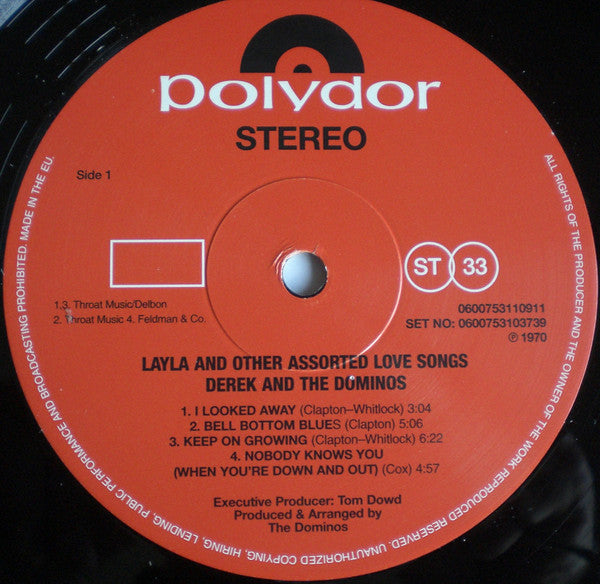 polydor
STEREO
Side 1
ST 33
1.3. Throat Music/Delbon
2. Throat Music 4. Feldman & Co.
0600753110911
SET NO: 0600753103739
℗ 1970
LAYLA AND OTHER ASSORTED LOVE SONGS
DEREK AND THE DOMINOS
1. I LOOKED AWAY (Clapton–Whitlock) 3:04
2. BELL BOTTOM BLUES (Clapton) 5:06
3. KEEP ON GROWING (Clapton–Whitlock) 6:22
4. NOBODY KNOWS YOU
(WHEN YOU'RE DOWN AND OUT) (Cox) 4:57
Executive Producer: Tom Dowd
Produced & Arranged by
The Dominos
ALL RIGHTS OF THE PRODUCER AND THE OWNER OF THE WORK REPRODUCED RESERVED. UNAUTHORIZED COPYING, HIRING, LENDING, PUBLIC PERFORMANCE AND BROADCASTING PROHIBITED. MADE IN THE EU.